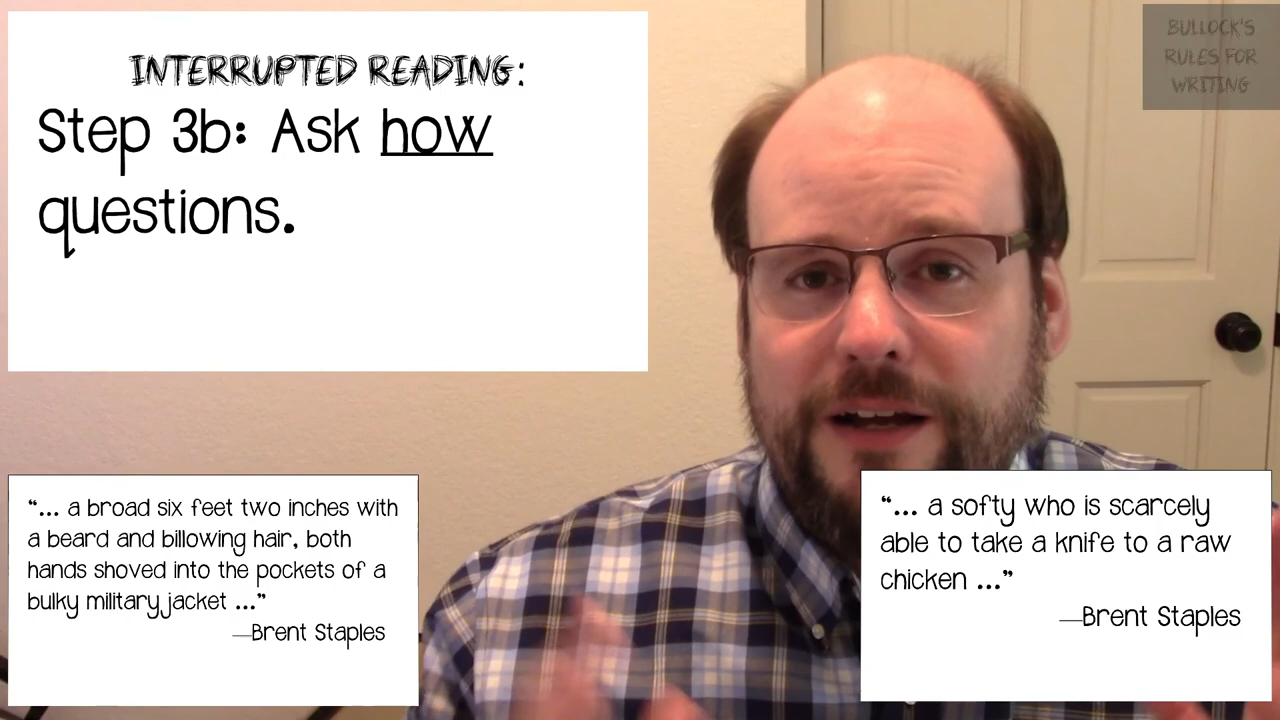 INTERRUPTED READING:
Step 3b: Ask how
questions.
BULLOCK'S
RULES FOR
WRITING
"... a broad six feet two inches with
a beard and billowing hair, both
hands shoved into the pockets of a
bulky military jacket ..."
—Brent Staples
"... a softy who is scarcely
able to take a knife to a raw
chicken ..."
—Brent Staples